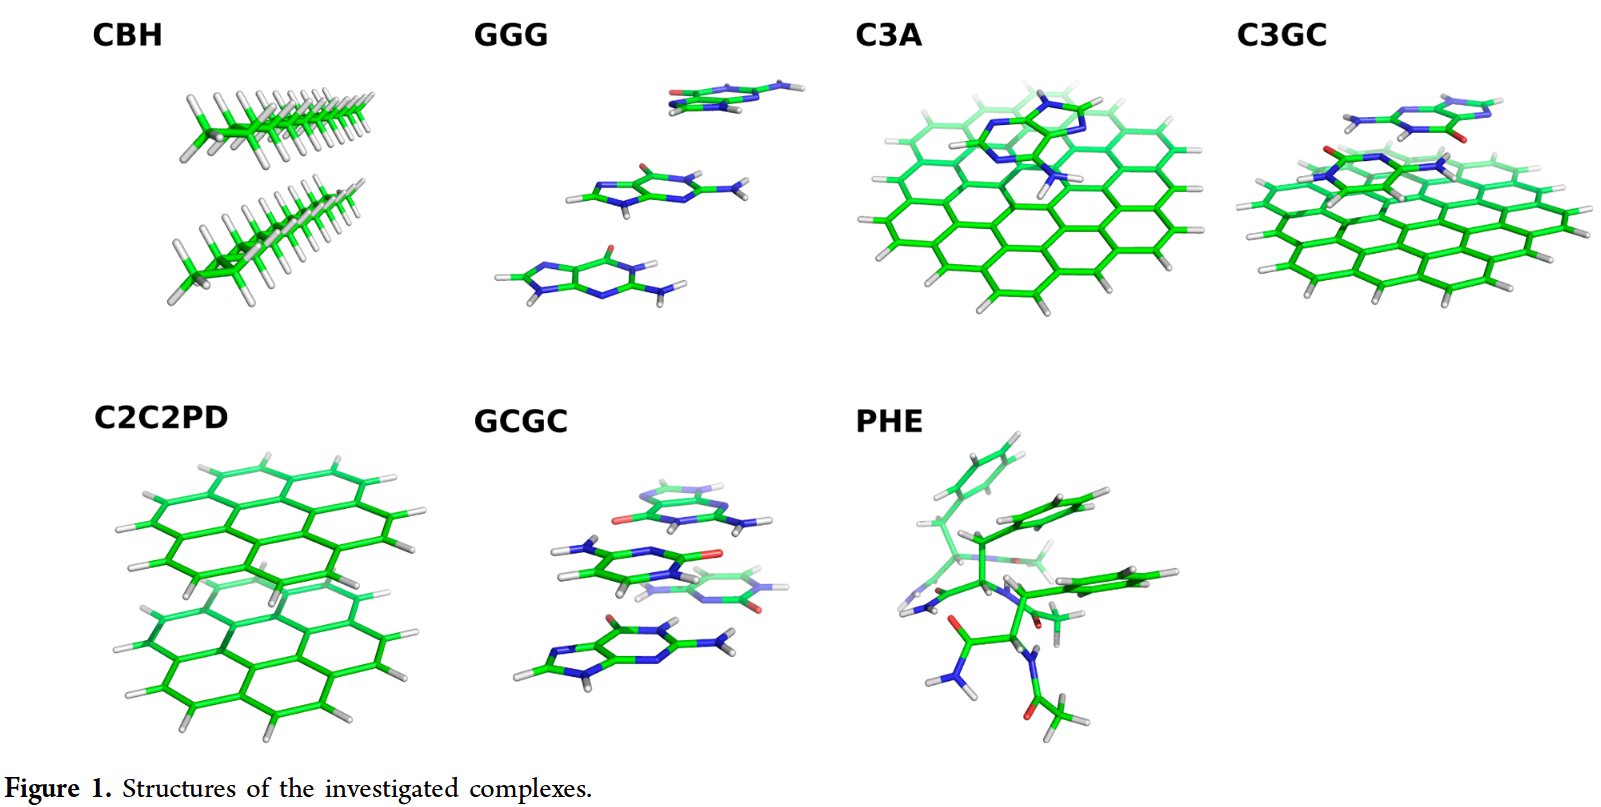 CBH
GGG
C3A
C3GC
C2C2PD
GCGC
PHE
Figure 1. Structures of the investigated complexes.